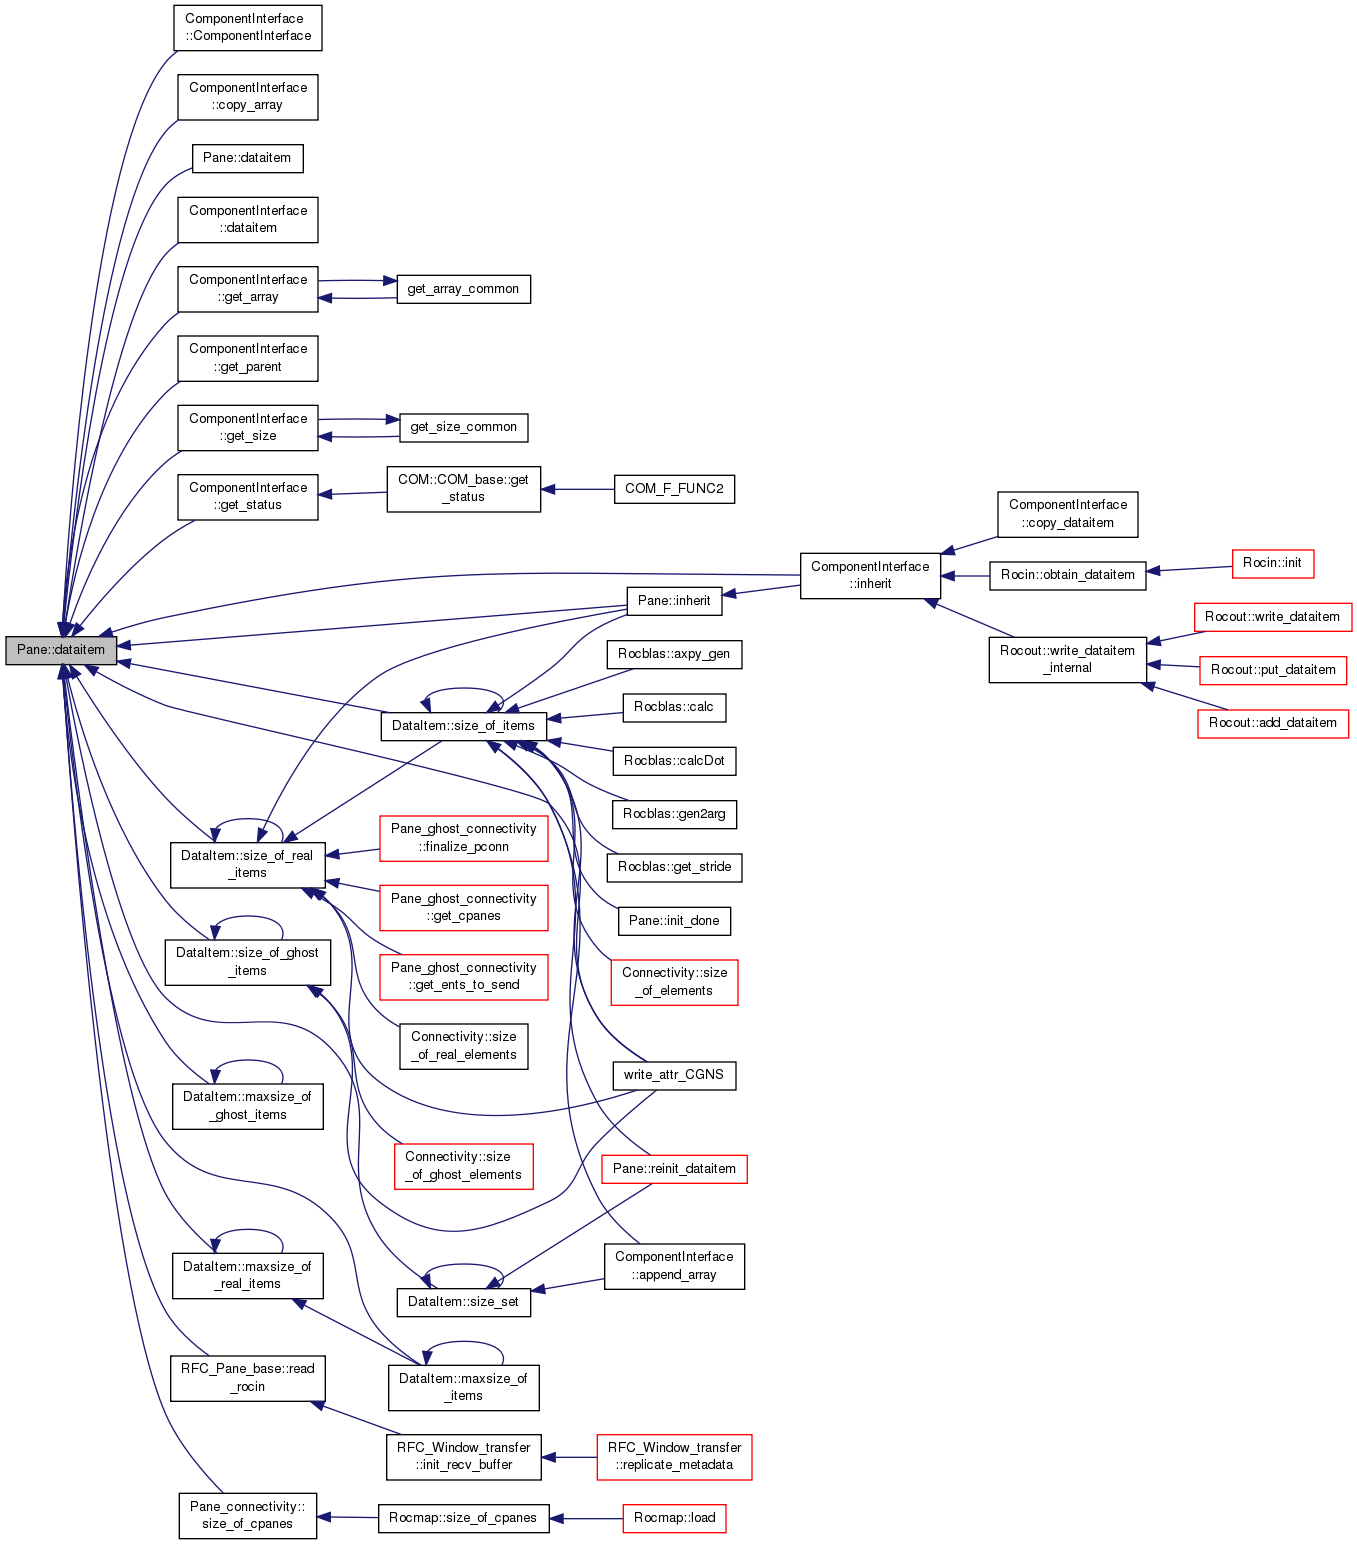 ComponentInterface
::ComponentInterface
ComponentInterface
::copy_array
Pane::dataitem
ComponentInterface
::dataitem
ComponentInterface
::get_array
get_array_common
ComponentInterface
::get_parent
ComponentInterface
::get_size
get_size_common
ComponentInterface
::get_status
COM::COM_base::get
_status
COM_F_FUNC2
ComponentInterface
::copy_dataitem
ComponentInterface
::inherit
Rocin::obtain_dataitem
Rocin::init
Pane::inherit
Rocout::write_dataitem
Pane::dataitem
Rocblas::axpy_gen
Rocout::write_dataitem
_internal
Rocout::put_dataitem
DataItem::size_of_items
Rocblas::calc
Rocout::add_dataitem
Rocblas::calcDot
Rocblas::gen2arg
Pane_ghost_connectivity
::finalize_pconn
DataItem::size_of_real
_items
Rocblas::get_stride
Pane_ghost_connectivity
::get_cpanes
Pane::init_done
DataItem::size_of_ghost
_items
Pane_ghost_connectivity
::get_ents_to_send
Connectivity::size
_of_elements
Connectivity::size
_of_real_elements
write_attr_CGNS
DataItem::maxsize_of
_ghost_items
Connectivity::size
_of_ghost_elements
Pane::reinit_dataitem
DataItem::maxsize_of
_real_items
ComponentInterface
::append_array
DataItem::size_set
RFC_Pane_base::read
_rocin
DataItem::maxsize_of
_items
RFC_Window_transfer
::init_recv_buffer
RFC_Window_transfer
::replicate_metadata
Pane_connectivity::
size_of_cpanes
Rocmap::size_of_cpanes
Rocmap::load